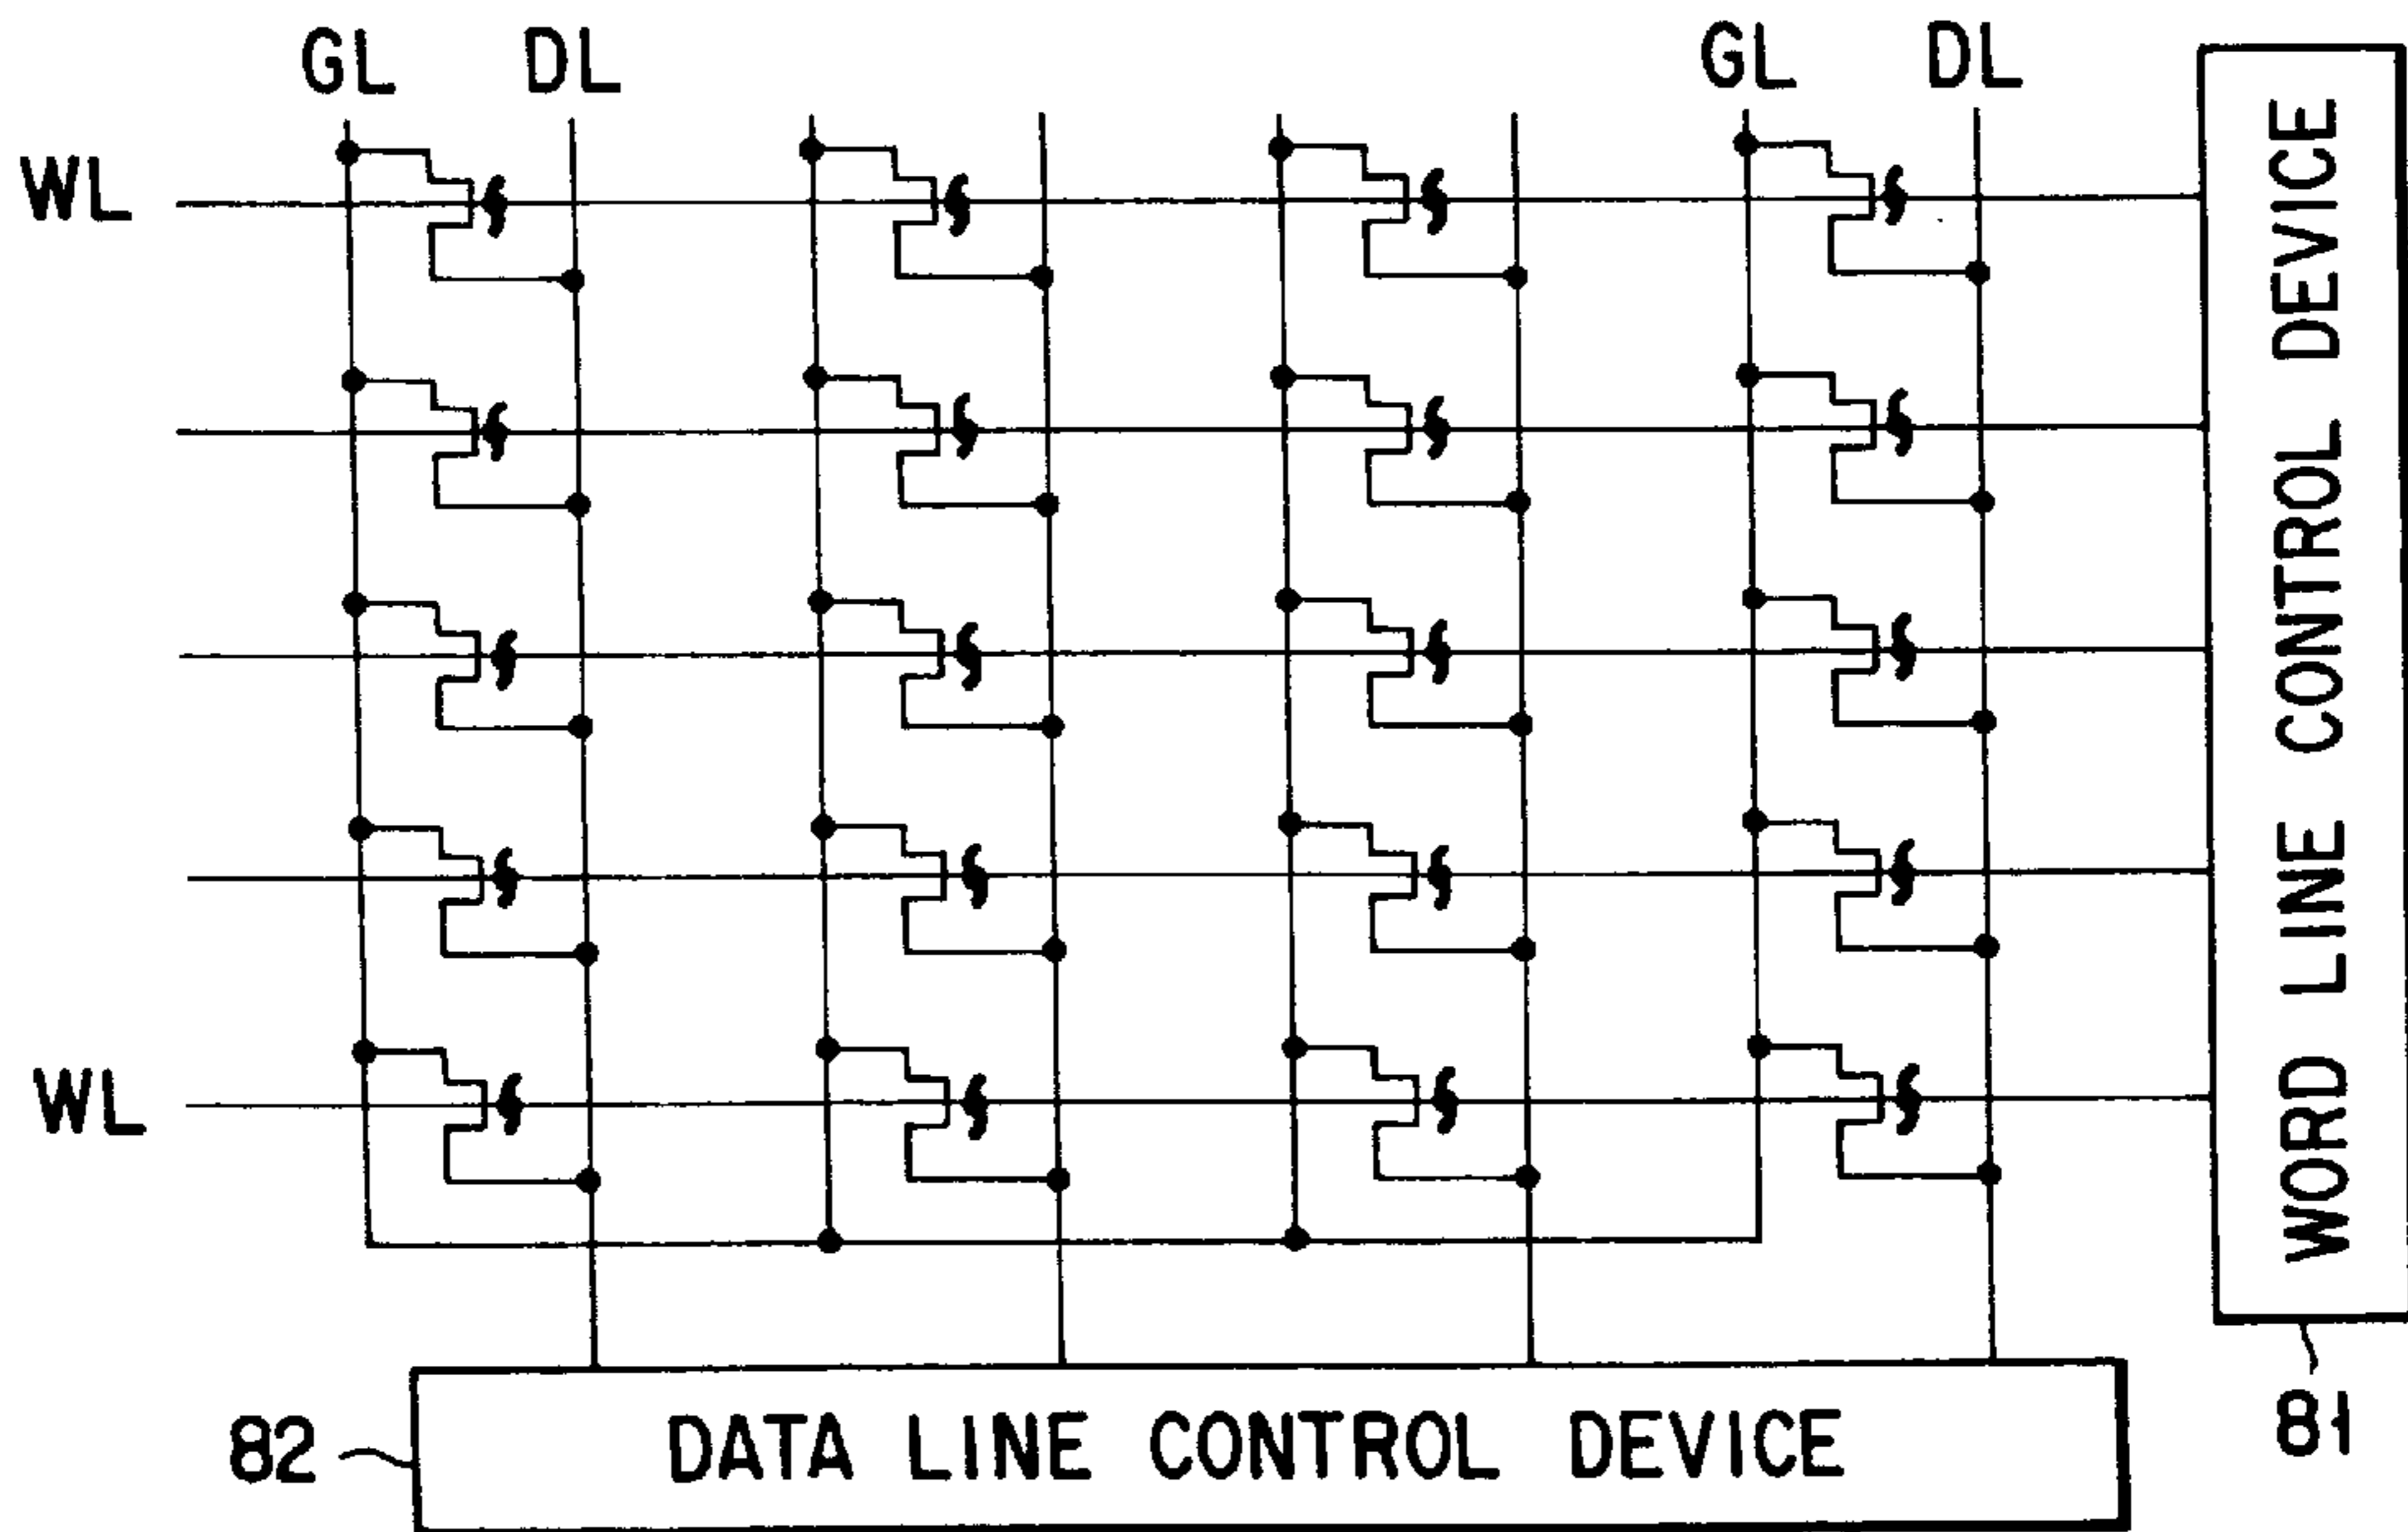 GL DL GL DL
WL
WL
WORD LINE CONTROL DEVICE
81
82
DATA LINE CONTROL DEVICE